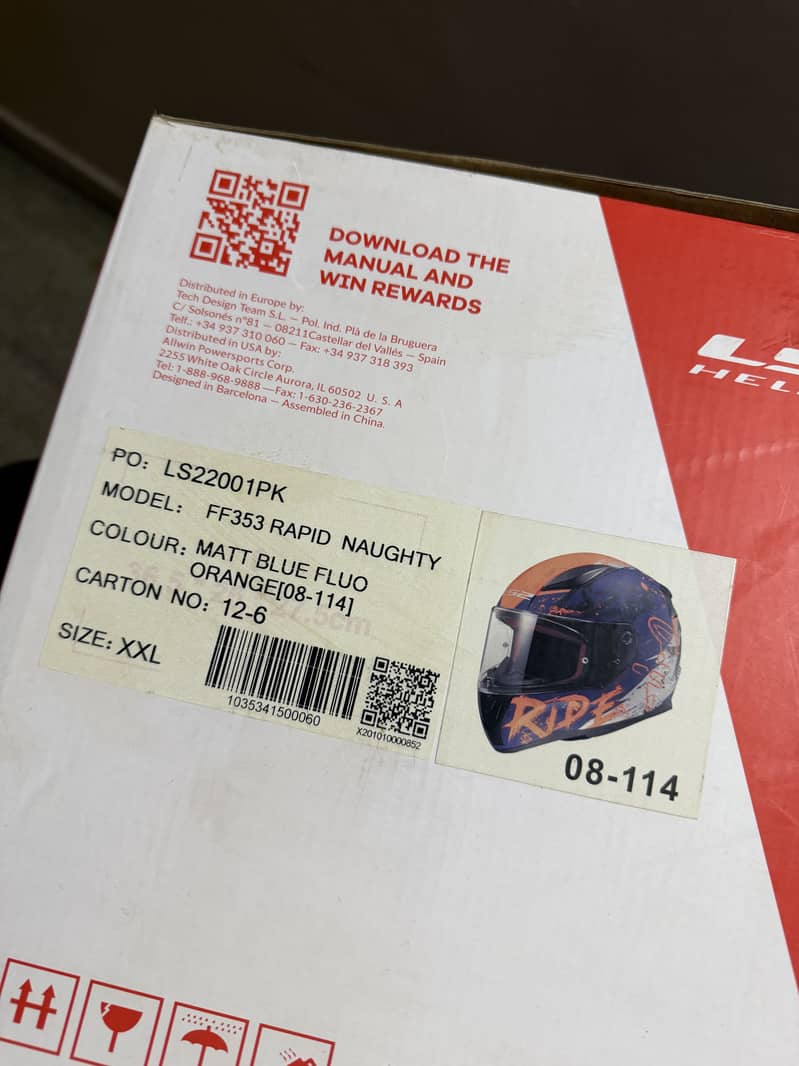 DOWNLOAD THE
MANUAL AND
WIN REWARDS
Distributed in Europe by:
Tech Design Team S.L. – Pol. Ind. Plà de la Bruguera
C/ Solsonés nº81 – 08211Castellar del Vallés – Spain
Telf.: +34 937 310 060 – Fax: +34 937 318 393
Distributed in USA by:
Allwin Powersports Corp.
2255 White Oak Circle Aurora, IL 60502 U. S. A
Tel: 1-888-968-9888 —Fax: 1-630-236-2367
Designed in Barcelona – Assembled in China.
PO: LS22001PK
MODEL: FF353 RAPID NAUGHTY
COLOUR: MATT BLUE FLUO
ORANGE[08-114]
CARTON NO: 12-6
SIZE: XXL
1035341500060
X201010000852
RIDE
08-114